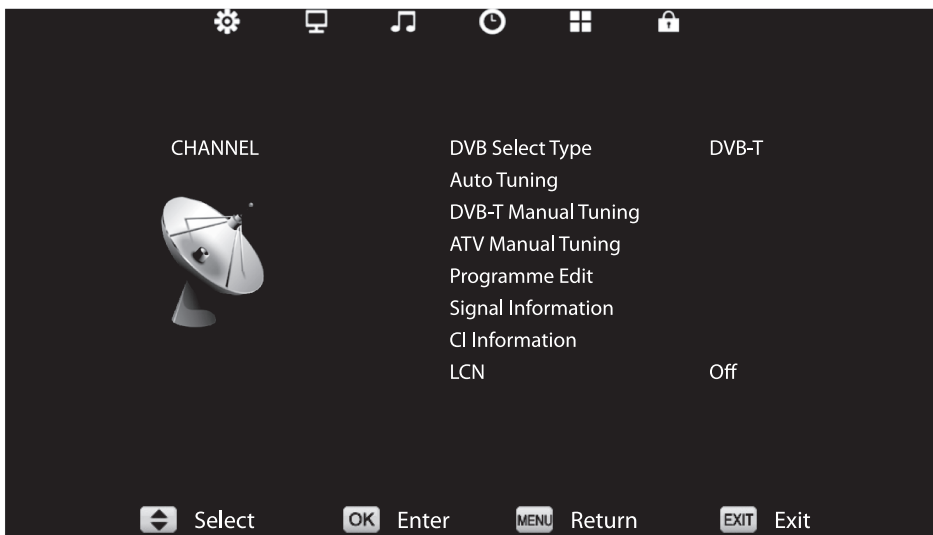 CHANNEL
DVB Select Type DVB-T
Auto Tuning
DVB-T Manual Tuning
ATV Manual Tuning
Programme Edit
Signal Information
CI Information
LCN Off
Select OK Enter MENU Return EXIT Exit